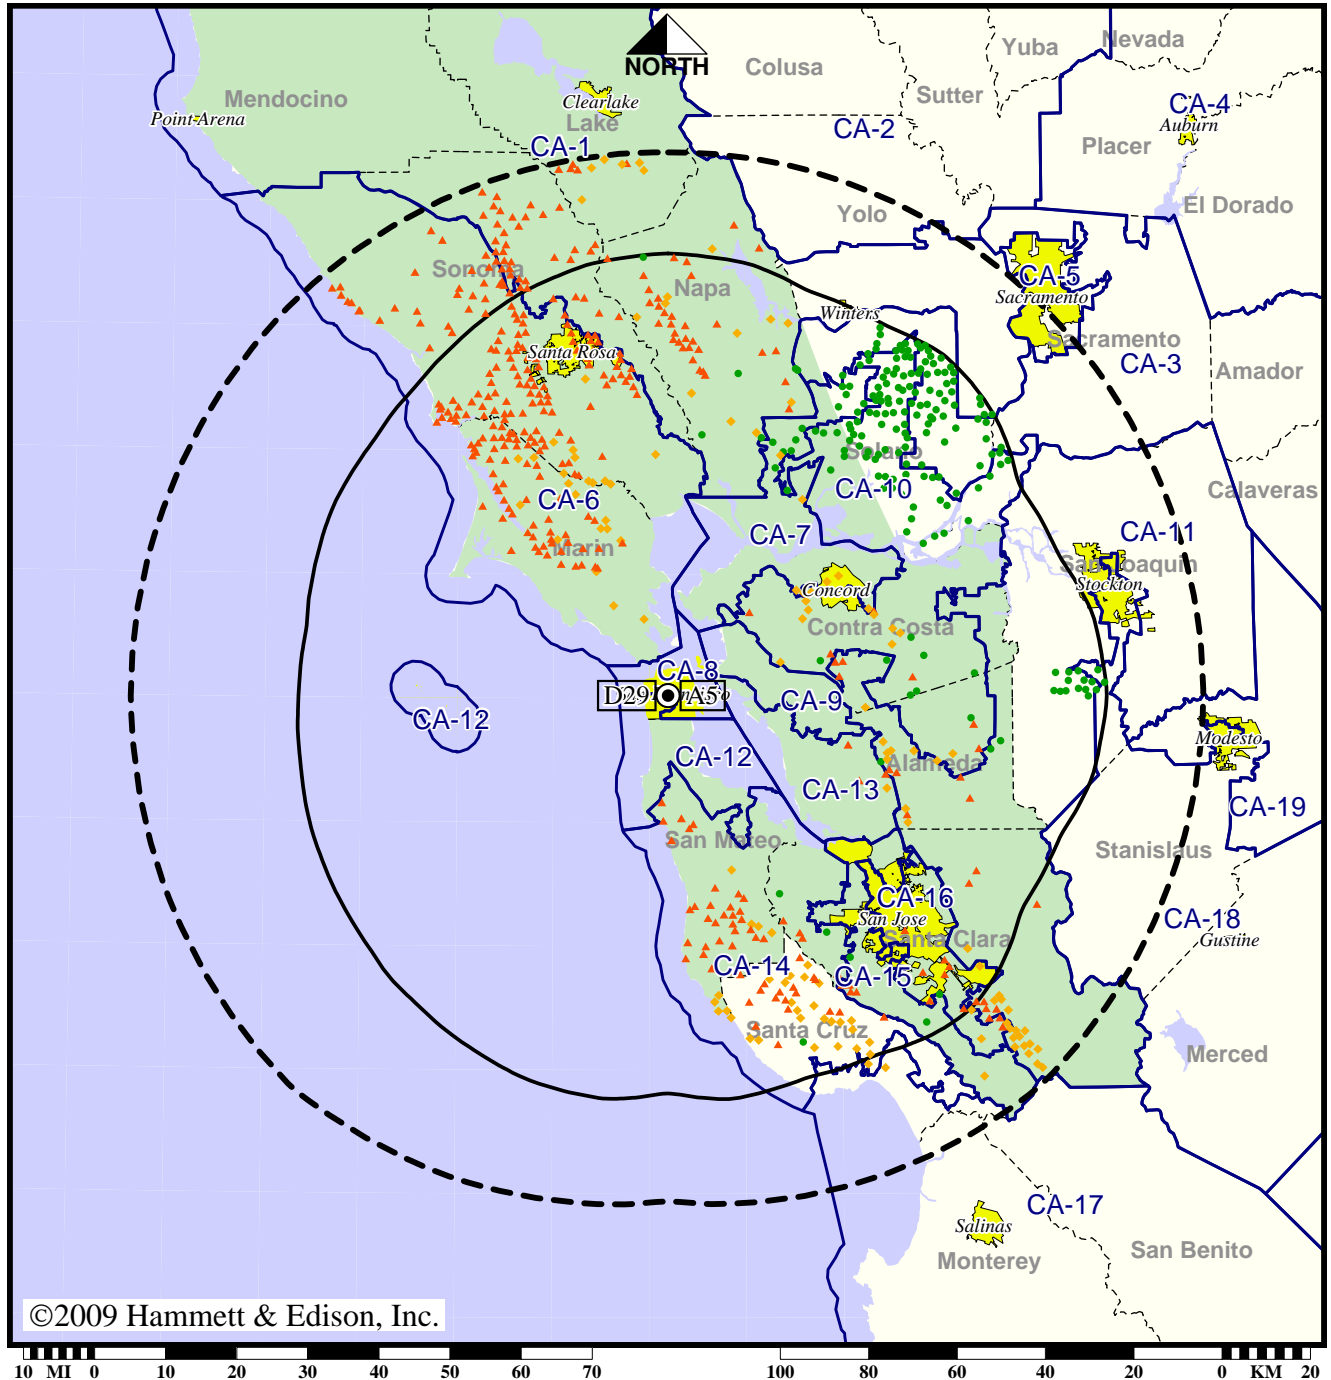 NORTH
Colusa
Yuba
Nevada
Mendocino
Point Arena
Clearlake
Lake
Sutter
CA-4
Auburn
CA-1
CA-2
Placer
El Dorado
Yolo
Sonoma
Napa
CA-5
Sacramento
Winters
Sacramento
Santa Rosa
CA-3
Amador
Solano
CA-6
CA-10
Calaveras
CA-7
CA-11
Marin
San Joaquin
Concord
Stockton
Contra Costa
CA-8
D29
A5
CA-12
CA-9
Modesto
CA-12
Alameda
CA-13
CA-19
San Mateo
Stanislaus
CA-16
San Jose
CA-18
Gustine
Santa Clara
CA-14
CA-15
Santa Cruz
Merced
CA-17
Salinas
Monterey
San Benito
©2009 Hammett & Edison, Inc.
10 MI 0 10 20 30 40 50 60 70 100 80 60 40 20 0 KM 20